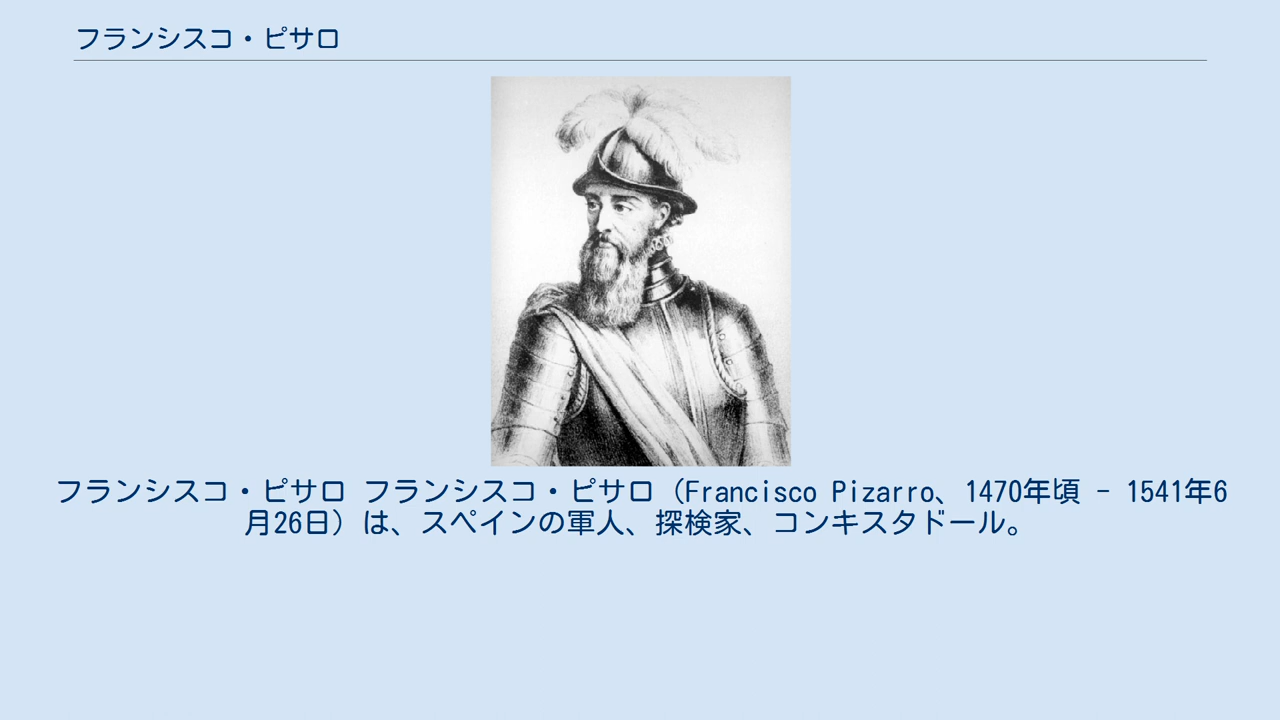 フランシスコ・ピサロ
フランシスコ・ピサロ フランシスコ・ピサロ（Francisco Pizarro、1470年頃 - 1541年6
月26日）は、スペインの軍人、探検家、コンキスタドール。